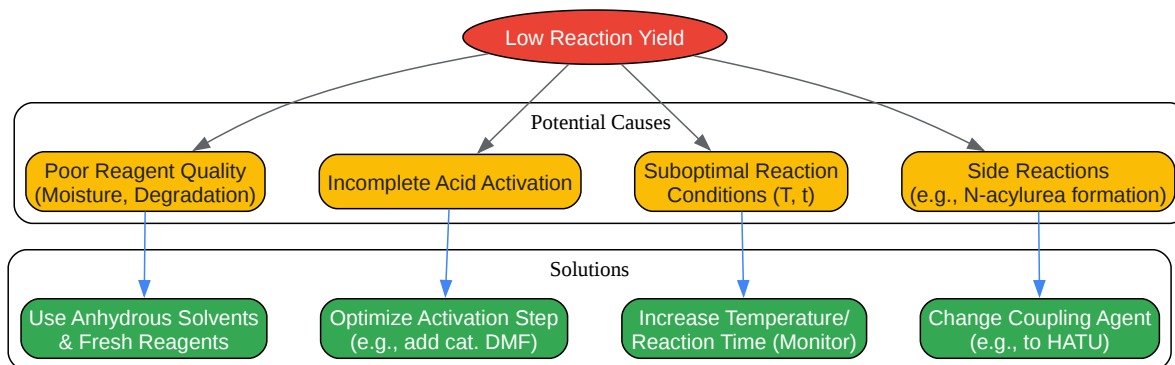 Low Reaction Yield
Potential Causes
Poor Reagent Quality
(Moisture, Degradation)
Incomplete Acid Activation
Suboptimal Reaction
Conditions (T, t)
Side Reactions
(e.g., N-acylurea formation)
Solutions
Use Anhydrous Solvents
& Fresh Reagents
Optimize Activation Step
(e.g., add cat. DMF)
Increase Temperature/
Reaction Time (Monitor)
Change Coupling Agent
(e.g., to HATU)